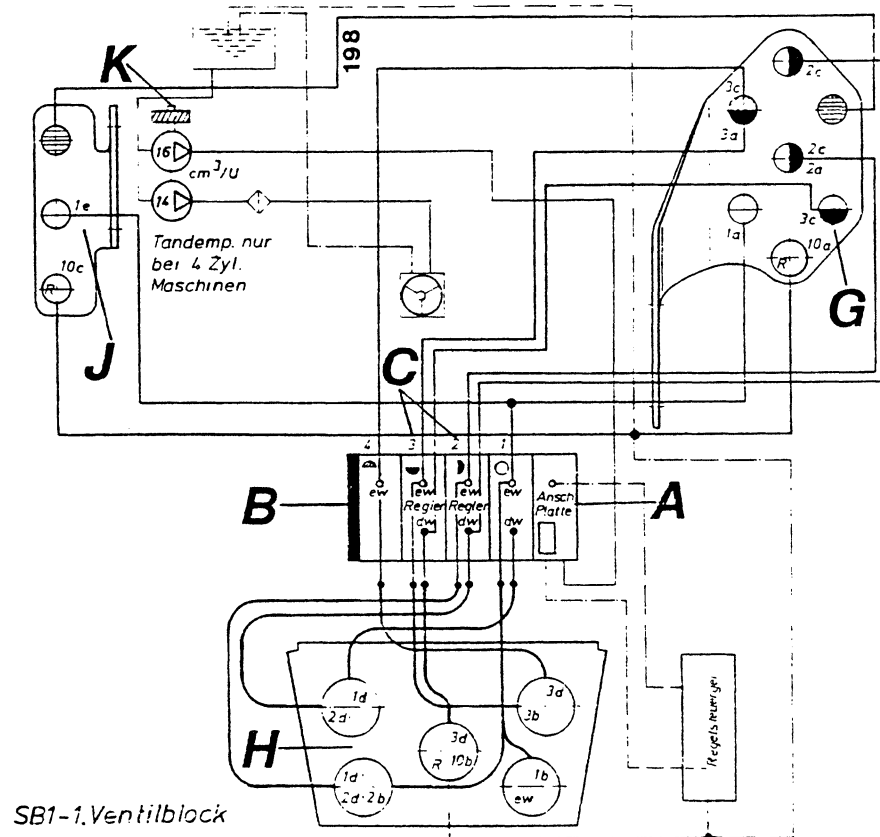 198
K
16
cm³/U
14
Tandemp. nur
bei 4 Zyl.
Maschinen
1e
10c
R
J
3c
3a
2c
2c
2a
1a
3c
10a
R
G
C
4 3 2 1
B
ew ew ew ew
Regler Regler
dw dw dw
Ansch
Platte
A
1d
2d
3d
3b
3d
R 10b
1d
2d 2b
1b
ew
H
Regelsteuerger
SB1-1.Ventilblock